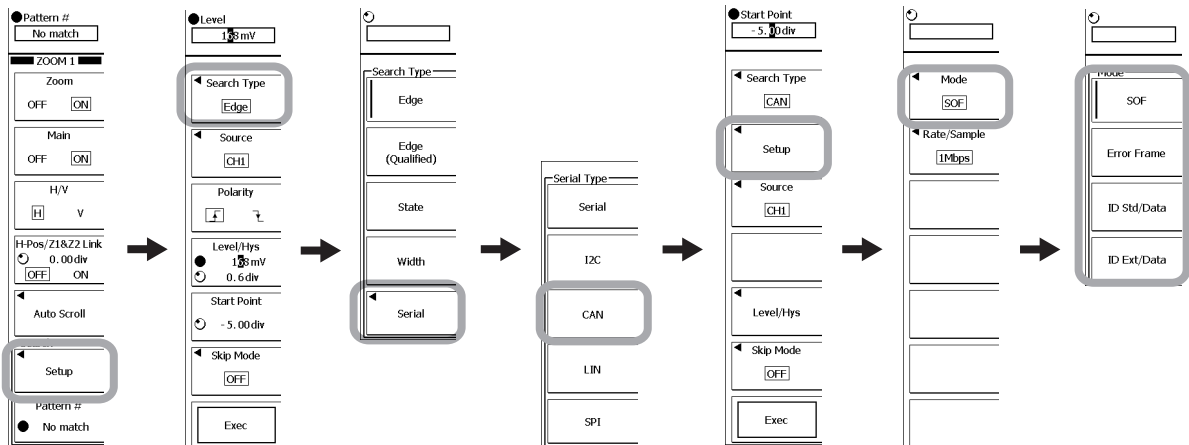 Pattern #
No match
ZOOM 1
Zoom
OFF ON
Main
OFF ON
H/V
H V
H-Pos/Z1&Z2 Link
0.00div
OFF ON
Auto Scroll
Setup
Pattern #
No match
Level
168mV
Search Type
Edge
Source
CH1
Polarity
Level/Hys
168mV
0.6div
Start Point
-5.00div
Skip Mode
OFF
Exec
Search Type
Edge
Edge
(Qualified)
State
Width
Serial
Serial Type
Serial
I2C
CAN
LIN
SPI
Start Point
-5.00div
Search Type
CAN
Setup
Source
CH1
Level/Hys
Skip Mode
OFF
Exec
Mode
SOF
Rate/Sample
1Mbps
Mode
SOF
Error Frame
ID Std/Data
ID Ext/Data